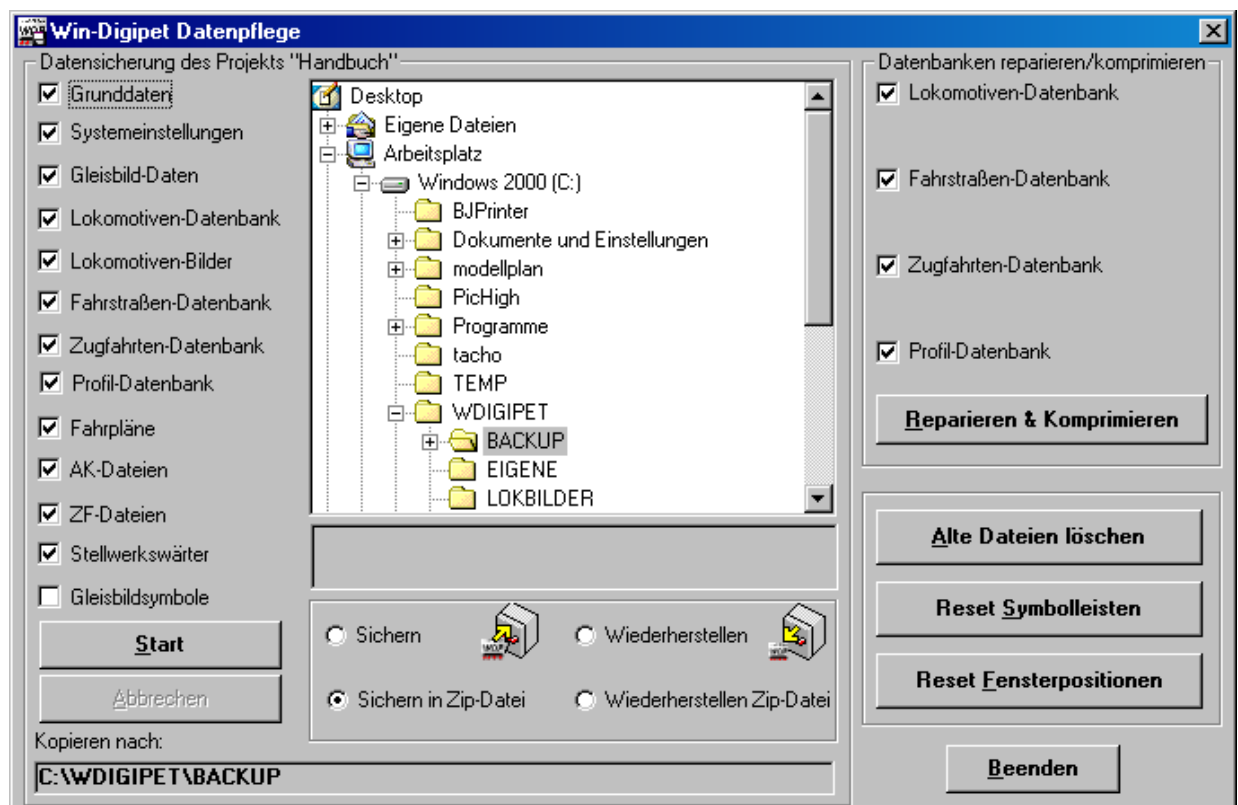 Win-Digipet Datenpflege
Datensicherung des Projekts "Handbuch"
Grunddaten
Systemeinstellungen
Gleisbild-Daten
Lokomotiven-Datenbank
Lokomotiven-Bilder
Fahrstraßen-Datenbank
Zugfahrten-Datenbank
Profil-Datenbank
Fahrpläne
AK-Dateien
ZF-Dateien
Stellwerkswärter
Gleisbildsymbole
Start
Abbrechen
Desktop
Eigene Dateien
Arbeitsplatz
Windows 2000 (C:)
BJPrinter
Dokumente und Einstellungen
modellplan
PicHigh
Programme
tacho
TEMP
WDIGIPET
BACKUP
EIGENE
LOKBILDER
Sichern
Wiederherstellen
Sichern in Zip-Datei
Wiederherstellen Zip-Datei
Kopieren nach:
C:\WDIGIPET\BACKUP
Datenbanken reparieren/komprimieren
Lokomotiven-Datenbank
Fahrstraßen-Datenbank
Zugfahrten-Datenbank
Profil-Datenbank
Reparieren & Komprimieren
Alte Dateien löschen
Reset Symbolleisten
Reset Fensterpositionen
Beenden